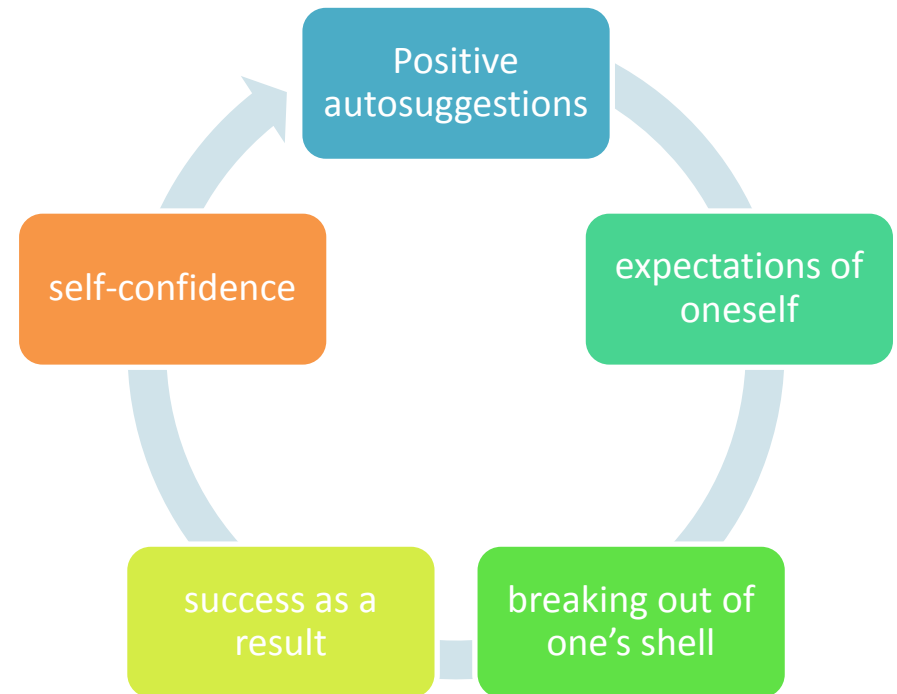 Positive
autosuggestions
expectations of
oneself
breaking out of
one’s shell
success as a
result
self-confidence